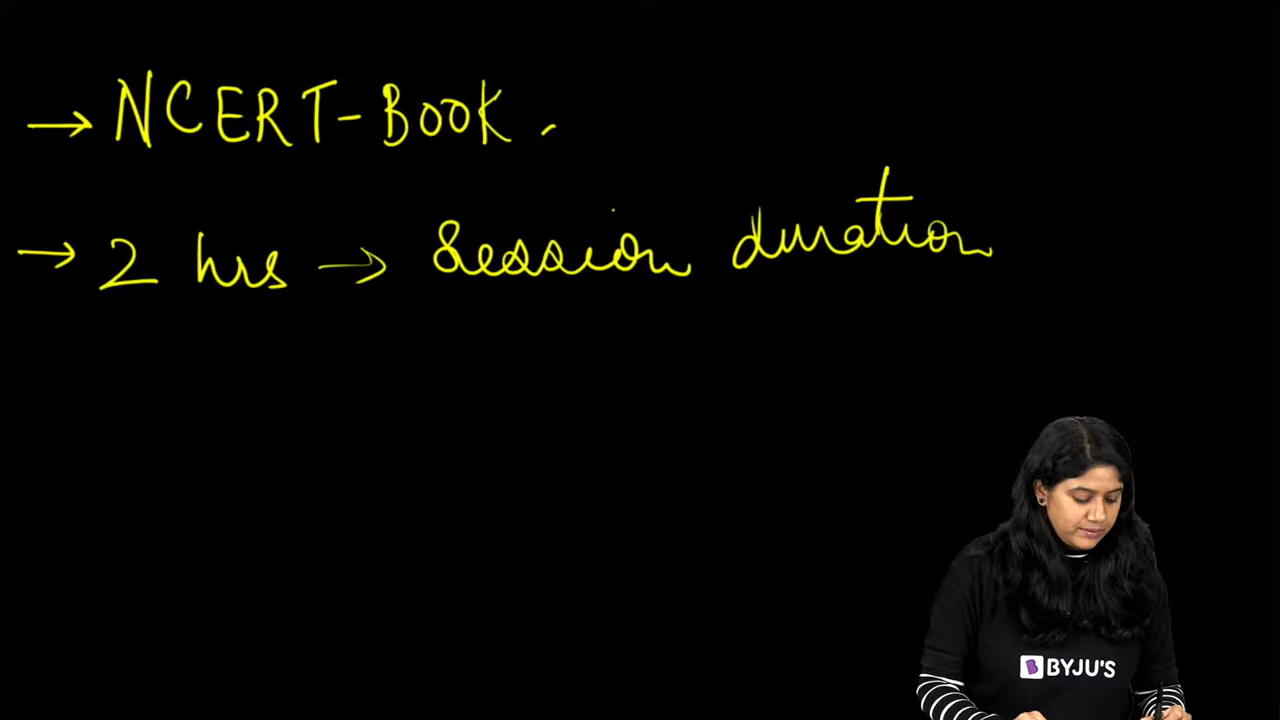 → NCERT-BOOK.
→ 2 hrs → Session duration
BYJU'S